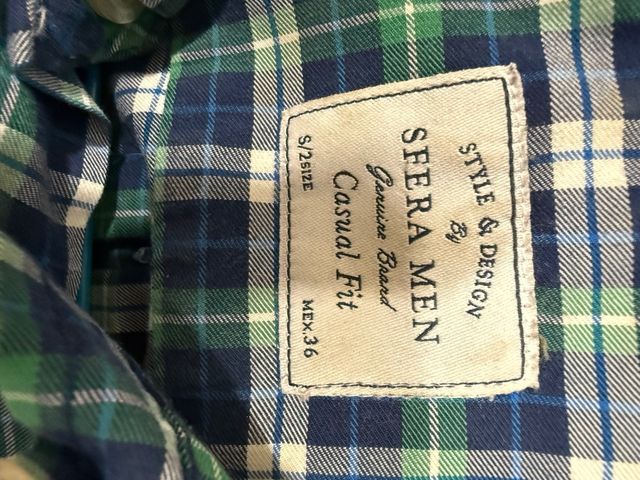 STYLE & DESIGN
By
SFERA MEN
Genuine Brand
Casual Fit
S/2SIZE MEX.36